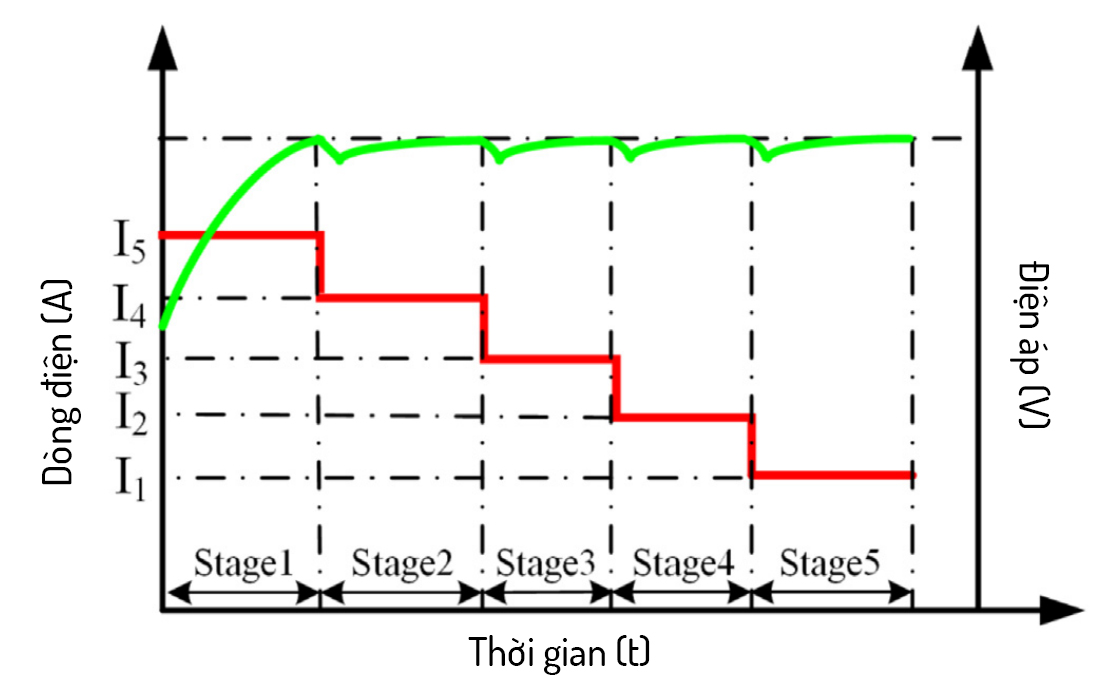 I5
I4
I3
I2
I1
Dòng điện (A)
Điện áp (V)
Stage1
Stage2
Stage3
Stage4
Stage5
Thời gian (t)